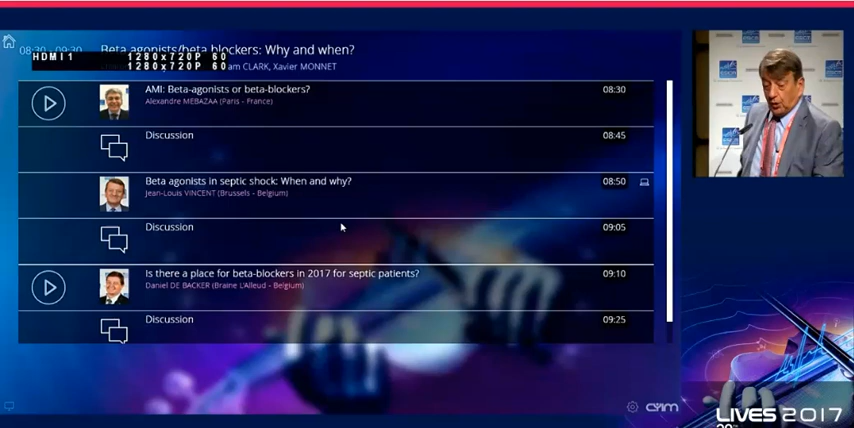 08:30 - 09:30 Beta agonists/beta blockers: Why and when?
HDMI1 1280x720P 60
1280x720P 60 am CLARK, Xavier MONNET
AMI: Beta-agonists or beta-blockers? 08:30
Alexandre MEBAZAA (Paris - France)
Discussion 08:45
Beta agonists in septic shock: When and why? 08:50
Jean-Louis VINCENT (Brussels - Belgium)
Discussion 09:05
Is there a place for beta-blockers in 2017 for septic patients? 09:10
Daniel DE BACKER (Braine L'Alleud - Belgium)
Discussion 09:25
LIVES 2017